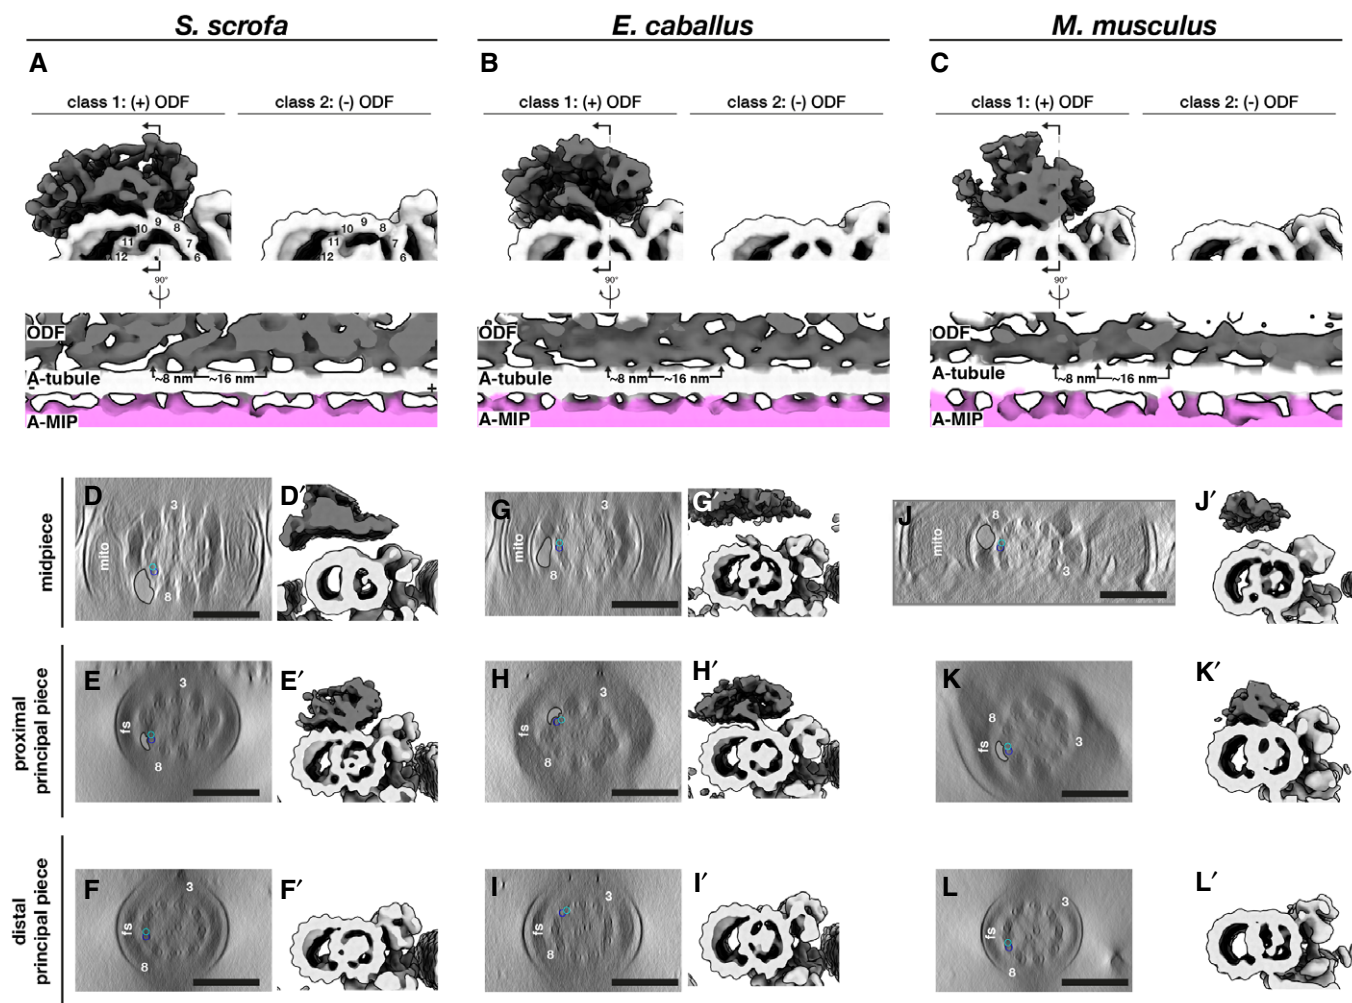 S. scrofa
E. caballus
M. musculus
A
B
C
class 1: (+) ODF
class 2: (-) ODF
class 1: (+) ODF
class 2: (-) ODF
class 1: (+) ODF
class 2: (-) ODF
12 11 10 9 8 7 6
12 11 10 9 8 7 6
90°
90°
90°
ODF
~8 nm
~16 nm
A-tubule
-
+
A-MIP
ODF
~8 nm
~16 nm
A-tubule
A-MIP
ODF
~8 nm
~16 nm
A-tubule
A-MIP
midpiece
D
3
mito
8
D′
G
3
mito
8
G′
J
8
mito
3
J′
proximal
principal piece
E
3
fs
8
E′
H
3
fs
8
H′
K
8
fs
3
K′
distal
principal piece
F
3
fs
8
F′
I
3
fs
8
I′
L
3
fs
8
L′